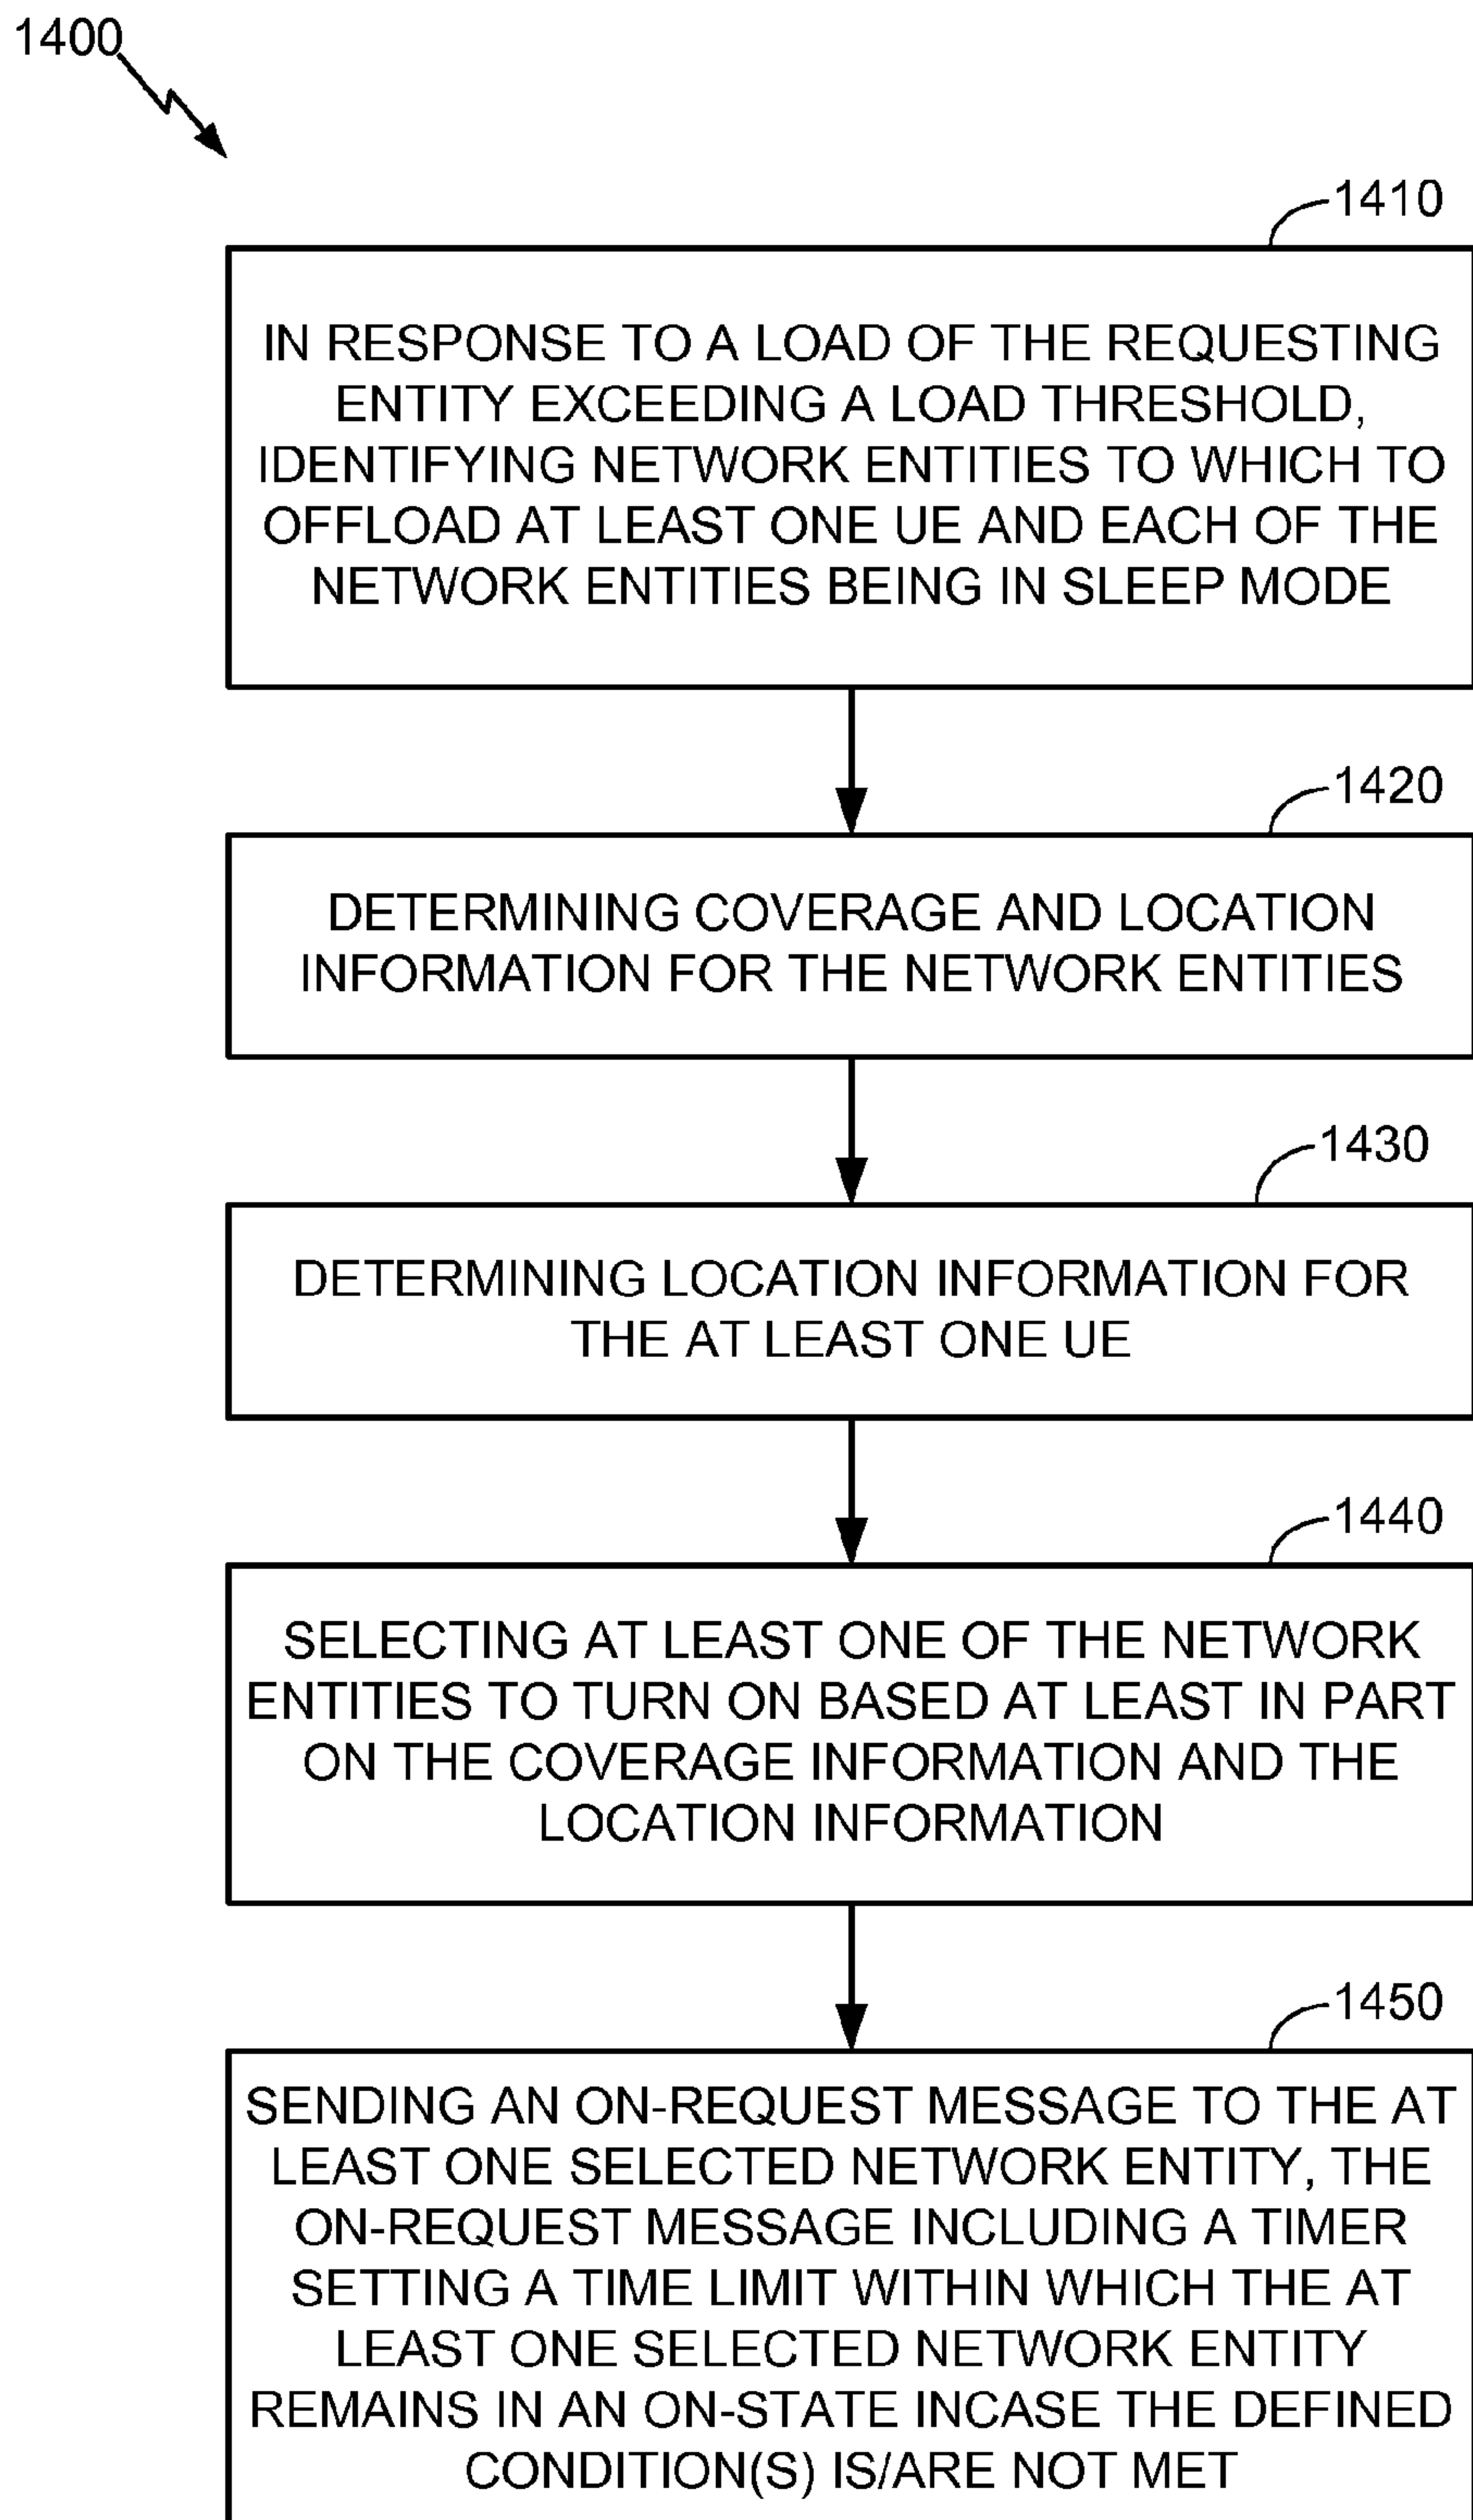 1400
1410
IN RESPONSE TO A LOAD OF THE REQUESTING
ENTITY EXCEEDING A LOAD THRESHOLD,
IDENTIFYING NETWORK ENTITIES TO WHICH TO
OFFLOAD AT LEAST ONE UE AND EACH OF THE
NETWORK ENTITIES BEING IN SLEEP MODE
1420
DETERMINING COVERAGE AND LOCATION
INFORMATION FOR THE NETWORK ENTITIES
1430
DETERMINING LOCATION INFORMATION FOR
THE AT LEAST ONE UE
1440
SELECTING AT LEAST ONE OF THE NETWORK
ENTITIES TO TURN ON BASED AT LEAST IN PART
ON THE COVERAGE INFORMATION AND THE
LOCATION INFORMATION
1450
SENDING AN ON-REQUEST MESSAGE TO THE AT
LEAST ONE SELECTED NETWORK ENTITY, THE
ON-REQUEST MESSAGE INCLUDING A TIMER
SETTING A TIME LIMIT WITHIN WHICH THE AT
LEAST ONE SELECTED NETWORK ENTITY
REMAINS IN AN ON-STATE INCASE THE DEFINED
CONDITION(S) IS/ARE NOT MET